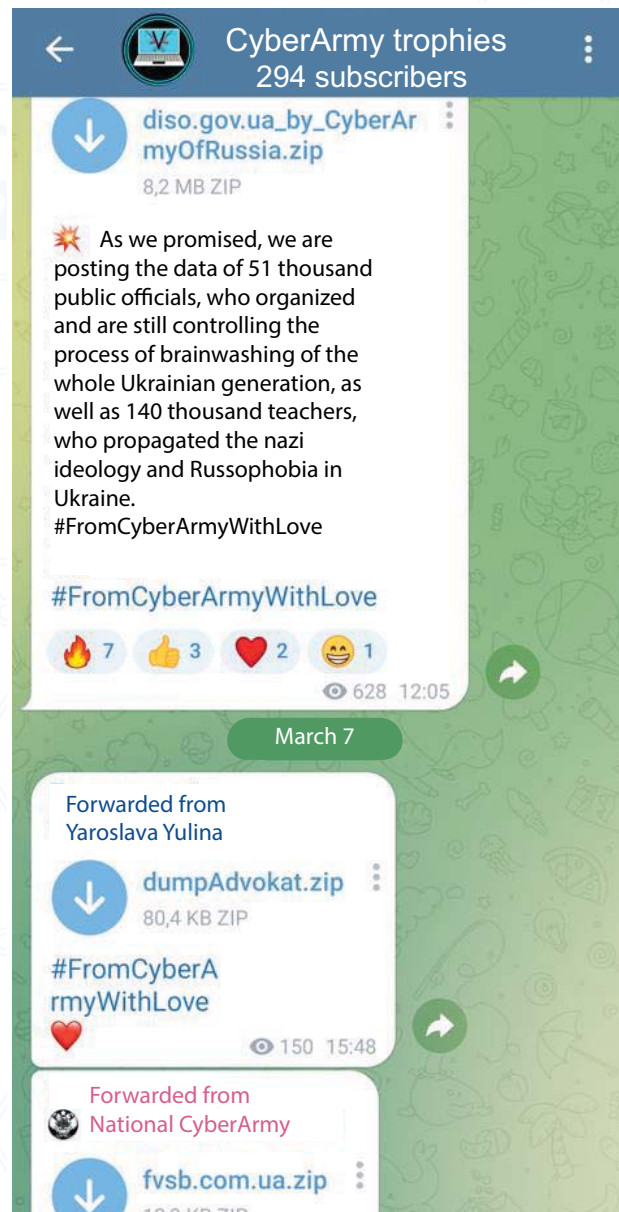 CyberArmy trophies
294 subscribers
diso.gov.ua_by_CyberAr
myOfRussia.zip
8,2 MB ZIP
💥 As we promised, we are
posting the data of 51 thousand
public officials, who organized
and are still controlling the
process of brainwashing of the
whole Ukrainian generation, as
well as 140 thousand teachers,
who propagated the nazi
ideology and Russophobia in
Ukraine.
#FromCyberArmyWithLove
#FromCyberArmyWithLove
🔥 7 👍 3 ❤️ 2 😁 1
628 12:05
March 7
Forwarded from
Yaroslava Yulina
dumpAdvokat.zip
80,4 KB ZIP
#FromCyberA
rmyWithLove
❤️
150 15:48
Forwarded from
National CyberArmy
fvsb.com.ua.zip
KB ZIP